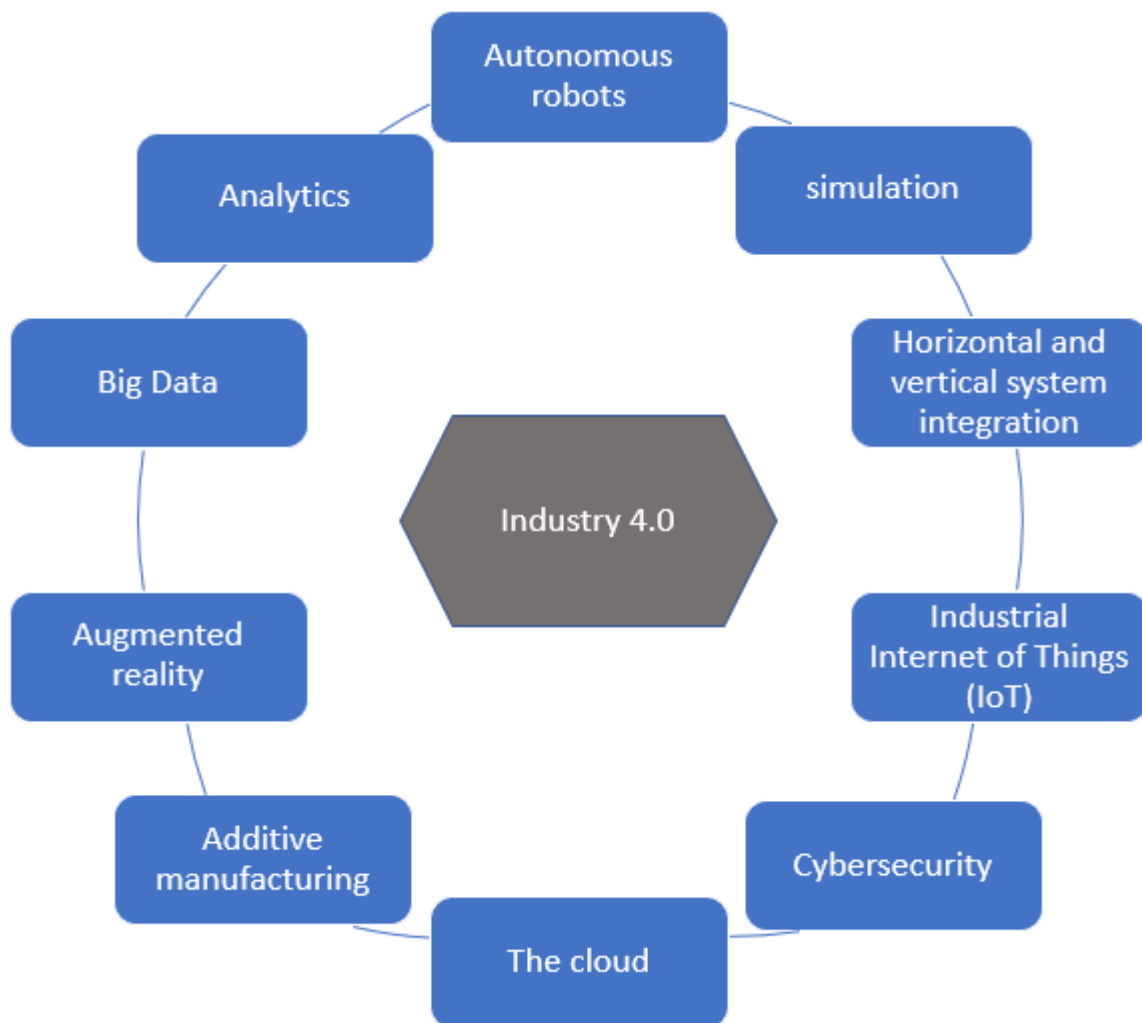 Autonomous
robots
simulation
Horizontal and
vertical system
integration
Industrial
Internet of Things
(IoT)
Cybersecurity
The cloud
Additive
manufacturing
Augmented
reality
Big Data
Analytics
Industry 4.0